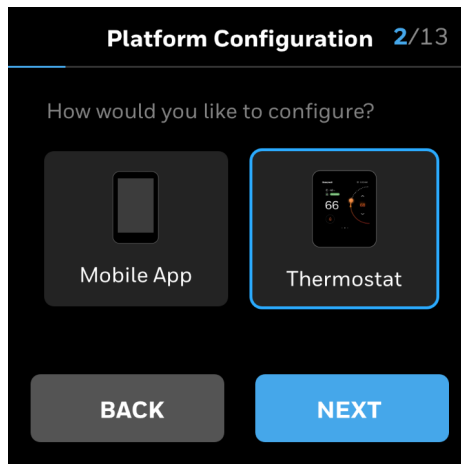 Platform Configuration 2/13
How would you like to configure?
66
Mobile App
Thermostat
BACK
NEXT